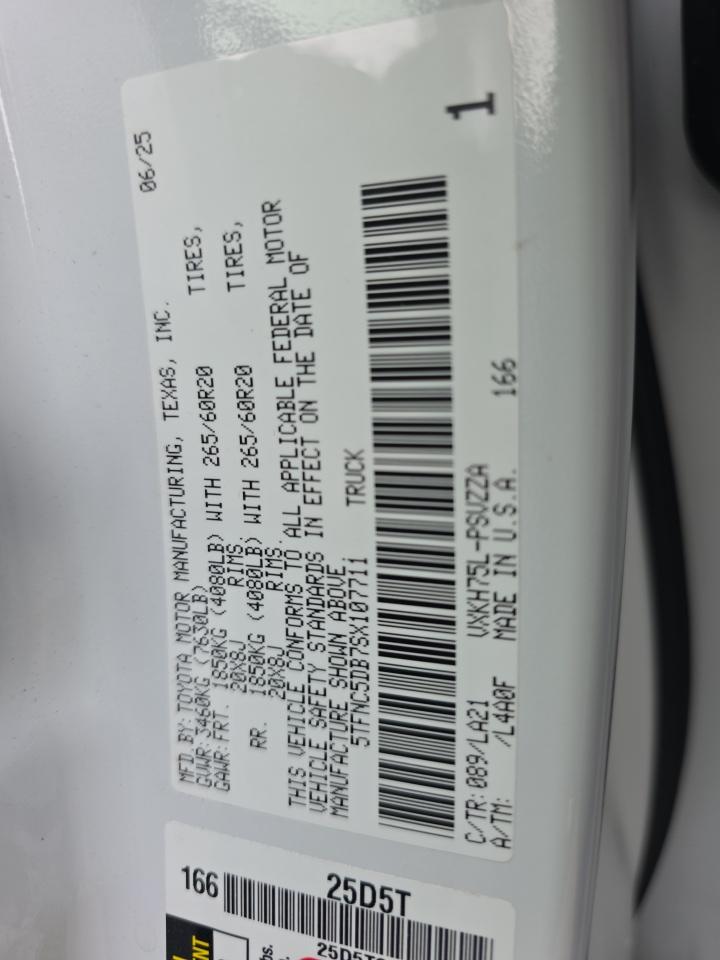 MFD. BY: TOYOTA MOTOR MANUFACTURING, TEXAS, INC. 06/25
GVWR: 3460KG (7630LB)
GAWR: FRT. 1850KG (4080LB) WITH 265/60R20 TIRES,
20X8J RIMS.
RR. 1850KG (4080LB) WITH 265/60R20 TIRES,
20X8J RIMS.
THIS VEHICLE CONFORMS TO ALL APPLICABLE FEDERAL MOTOR
VEHICLE SAFETY STANDARDS IN EFFECT ON THE DATE OF
MANUFACTURE SHOWN ABOVE.
5TFNC5DB7SX107711 TRUCK
C/TR: 089/LA21 VXKH75L-PSVZZA 166
A/TM: /L4A0F MADE IN U.S.A.
1
166
25D5T